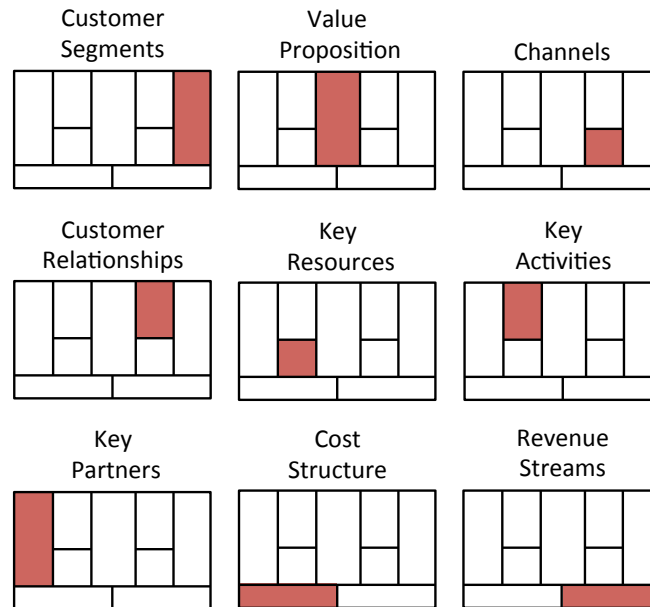 Customer
Segments
Value
Proposition
Channels
Customer
Relationships
Key
Resources
Key
Activities
Key
Partners
Cost
Structure
Revenue
Streams